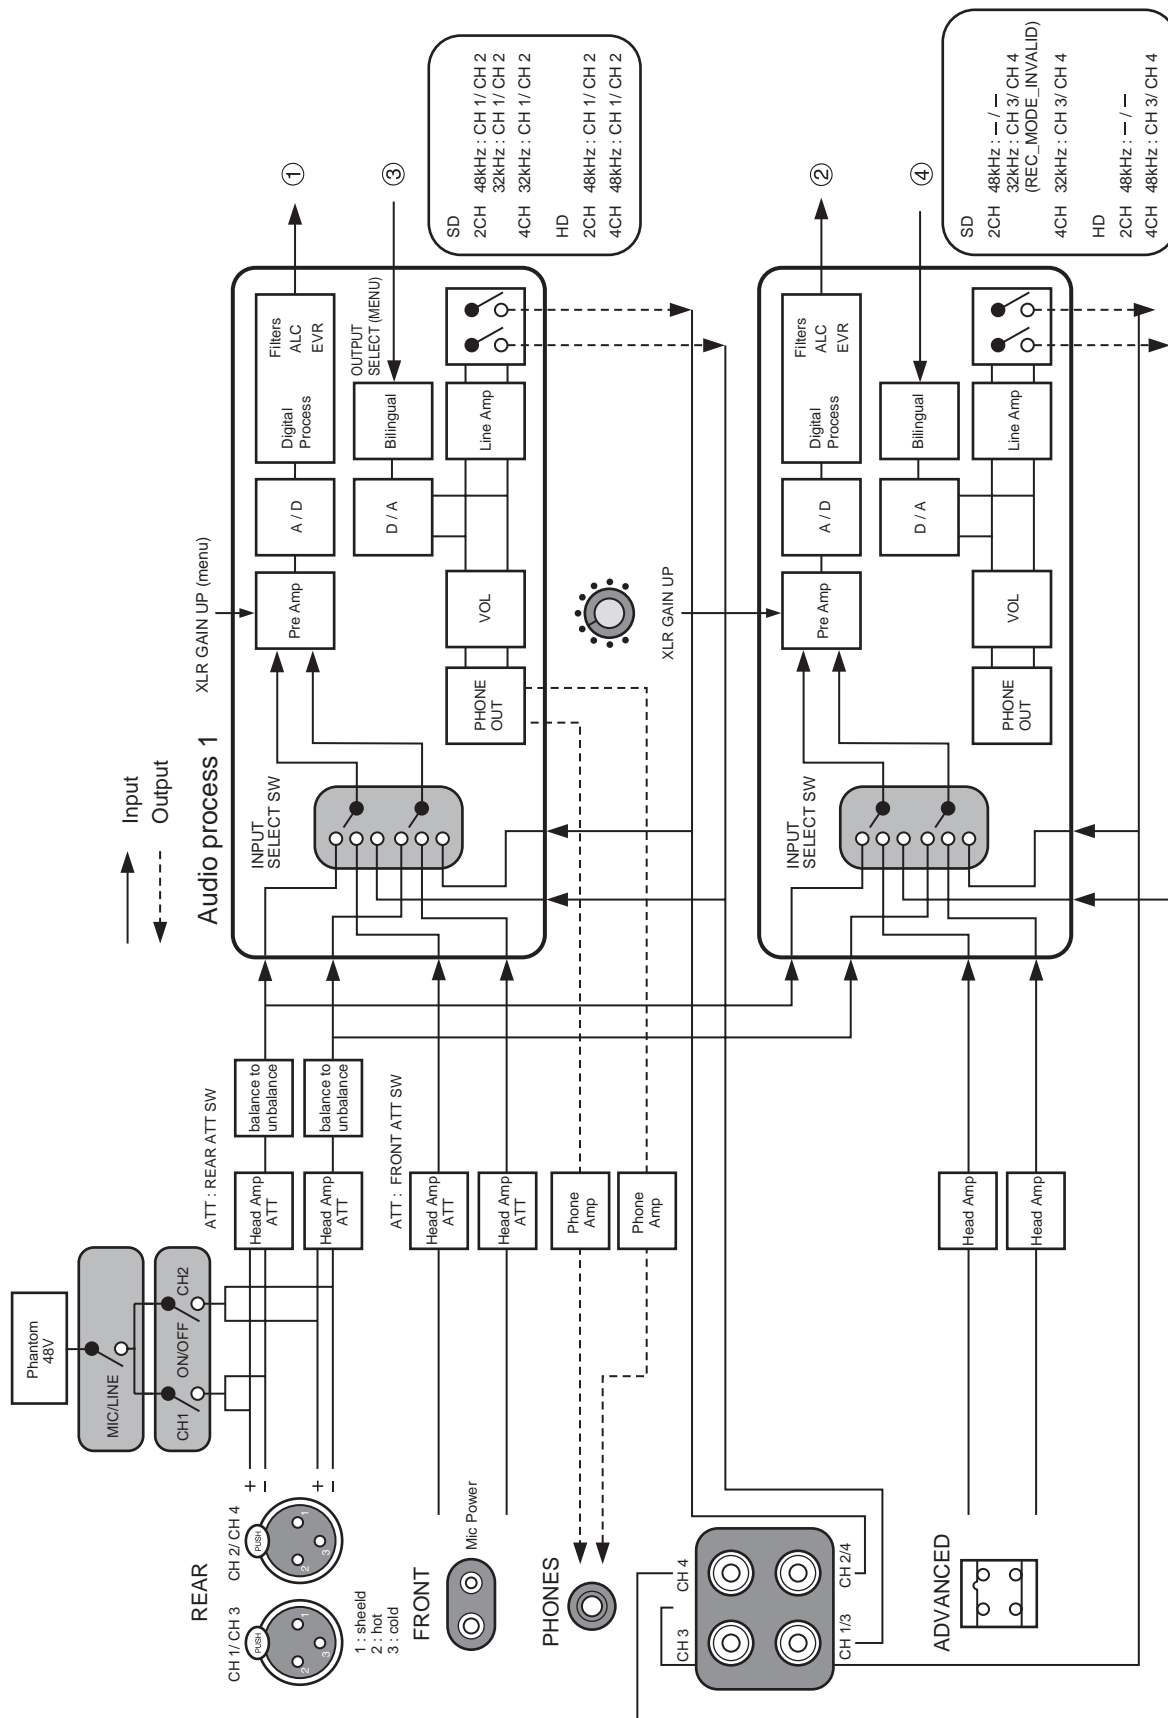 Phantom
48V
MIC/LINE
CH1 ON/OFF CH2
REAR
CH 1/ CH 3
CH 2/ CH 4
PUSH
1
2
3
PUSH
1
2
3
1 : sheeld
2 : hot
3 : cold
+
−
+
−
ATT : REAR ATT SW
Head Amp
ATT
balance to
unbalance
Head Amp
ATT
balance to
unbalance
FRONT
Mic Power
ATT : FRONT ATT SW
Head Amp
ATT
Head Amp
ATT
PHONES
Phone
Amp
Phone
Amp
CH 3
CH 4
CH 1/3
CH 2/4
ADVANCED
Head Amp
Head Amp
Input
Output
Audio process 1
INPUT
SELECT SW
XLR GAIN UP (menu)
Pre Amp
A / D
Digital
Process
Filters
ALC
EVR
①
D / A
Bilingual
OUTPUT
SELECT (MENU)
③
PHONE
OUT
VOL
Line Amp
SD
2CH 48kHz : CH 1/ CH 2
32kHz : CH 1/ CH 2
4CH 32kHz : CH 1/ CH 2
HD
2CH 48kHz : CH 1/ CH 2
4CH 48kHz : CH 1/ CH 2
XLR GAIN UP
INPUT
SELECT SW
Pre Amp
A / D
Digital
Process
Filters
ALC
EVR
②
D / A
Bilingual
④
PHONE
OUT
VOL
Line Amp
SD
2CH 48kHz : — / —
32kHz : CH 3/ CH 4
(REC_MODE_INVALID)
4CH 32kHz : CH 3/ CH 4
HD
2CH 48kHz : — / —
4CH 48kHz : CH 3/ CH 4